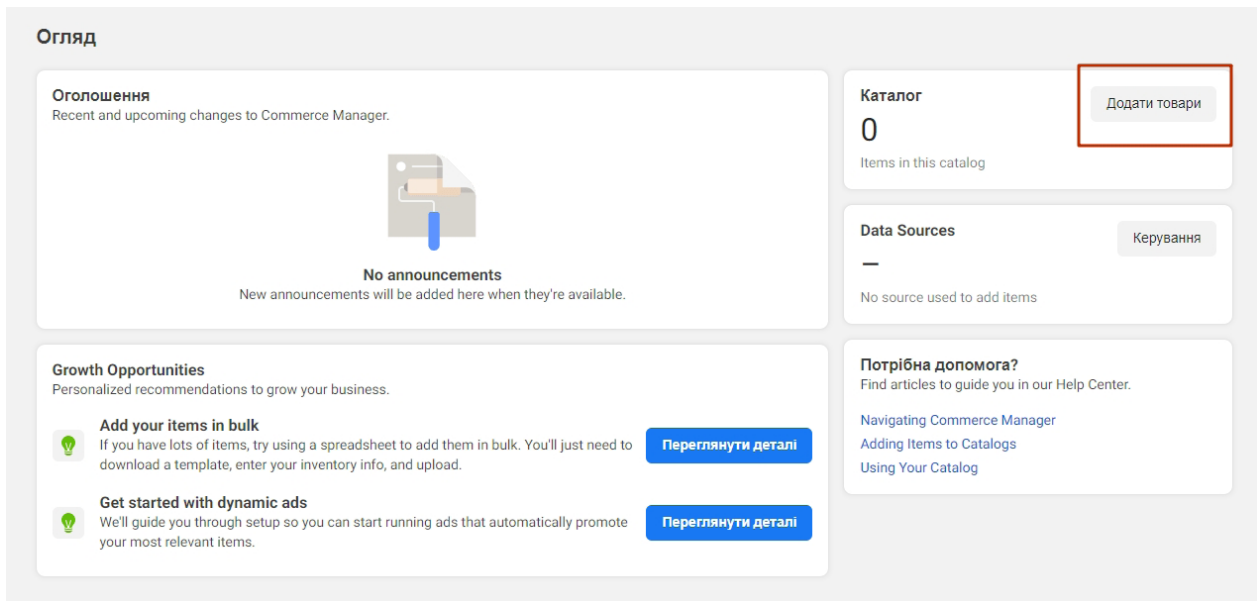 Огляд
Оголошення
Recent and upcoming changes to Commerce Manager.
No announcements
New announcements will be added here when they're available.
Growth Opportunities
Personalized recommendations to grow your business.
Add your items in bulk
If you have lots of items, try using a spreadsheet to add them in bulk. You'll just need to
download a template, enter your inventory info, and upload.
Переглянути деталі
Get started with dynamic ads
We'll guide you through setup so you can start running ads that automatically promote
your most relevant items.
Переглянути деталі
Каталог
Додати товари
0
Items in this catalog
Data Sources
Керування
—
No source used to add items
Потрібна допомога?
Find articles to guide you in our Help Center.
Navigating Commerce Manager
Adding Items to Catalogs
Using Your Catalog